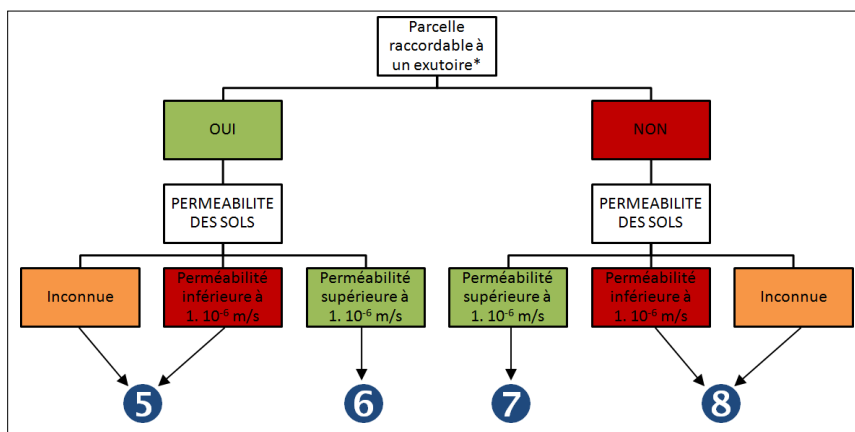 Parcelle
raccordable à
un exutoire*
OUI
NON
PERMEABILITE
DES SOLS
PERMEABILITE
DES SOLS
Inconnue
Perméabilité
inférieure à
1. 10⁻⁶ m/s
Perméabilité
supérieure à
1. 10⁻⁶ m/s
Perméabilité
supérieure à
1. 10⁻⁶ m/s
Perméabilité
inférieure à
1. 10⁻⁶ m/s
Inconnue
5
6
7
8